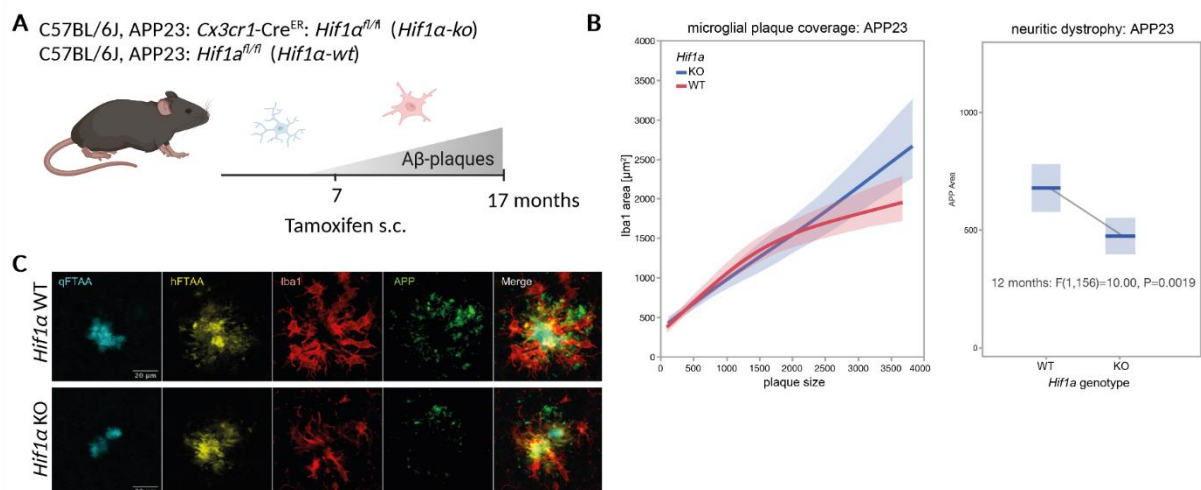 A
C57BL/6J, APP23: Cx3cr1-Creᴱᴿ: Hif1αᶠˡ/ᶠˡ (Hif1α-ko)
C57BL/6J, APP23: Hif1aᶠˡ/ᶠˡ (Hif1α-wt)
Aβ-plaques
7
17 months
Tamoxifen s.c.
B
microglial plaque coverage: APP23
Hif1a
KO
WT
Iba1 area [µm²]
4000
3500
3000
2500
2000
1500
1000
500
0
0 500 1000 1500 2000 2500 3000 3500 4000
plaque size
neuritic dystrophy: APP23
APP Area
1000
500
0
12 months: F(1,156)=10.00, P=0.0019
WT KO
Hif1a genotype
C
qFTAA hFTAA Iba1 APP Merge
Hif1α WT
20 µm
Hif1α KO